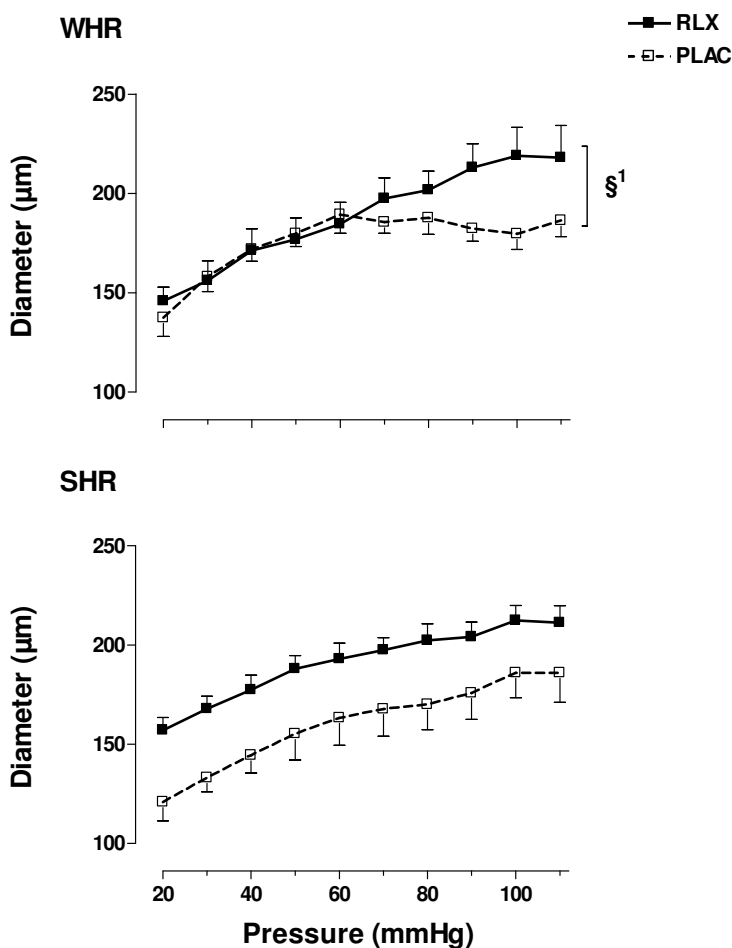 WHR
RLX
PLAC
250
200
150
100
Diameter (µm)
§1
SHR
250
200
150
100
Diameter (µm)
20 40 60 80 100
Pressure (mmHg)